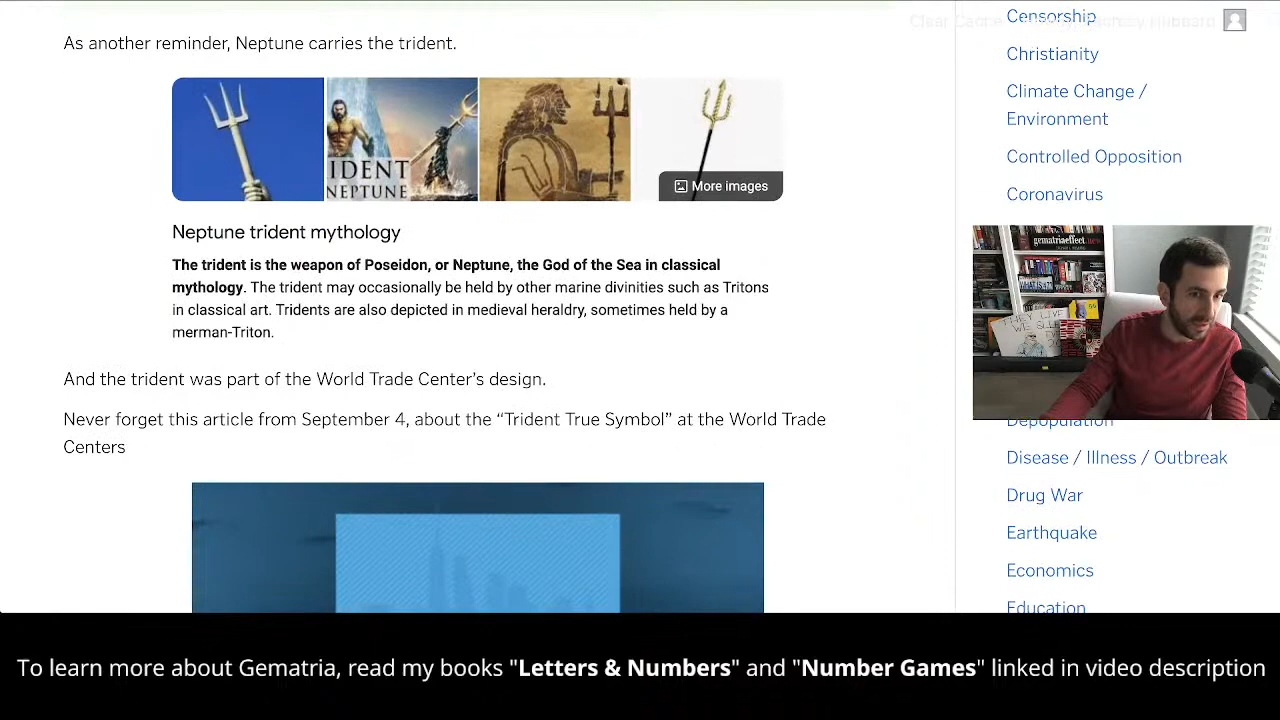 As another reminder, Neptune carries the trident.
IDENT
NEPTUNE
More images
Neptune trident mythology
The trident is the weapon of Poseidon, or Neptune, the God of the Sea in classical
mythology. The trident may occasionally be held by other marine divinities such as Tritons
in classical art. Tridents are also depicted in medieval heraldry, sometimes held by a
merman-Triton.
And the trident was part of the World Trade Center’s design.
Never forget this article from September 4, about the “Trident True Symbol” at the World Trade
Centers
Censorship
Christianity
Climate Change /
Environment
Controlled Opposition
Coronavirus
gematriaeffect.news
Depopulation
Disease / Illness / Outbreak
Drug War
Earthquake
Economics
Education
To learn more about Gematria, read my books "Letters & Numbers" and "Number Games" linked in video description